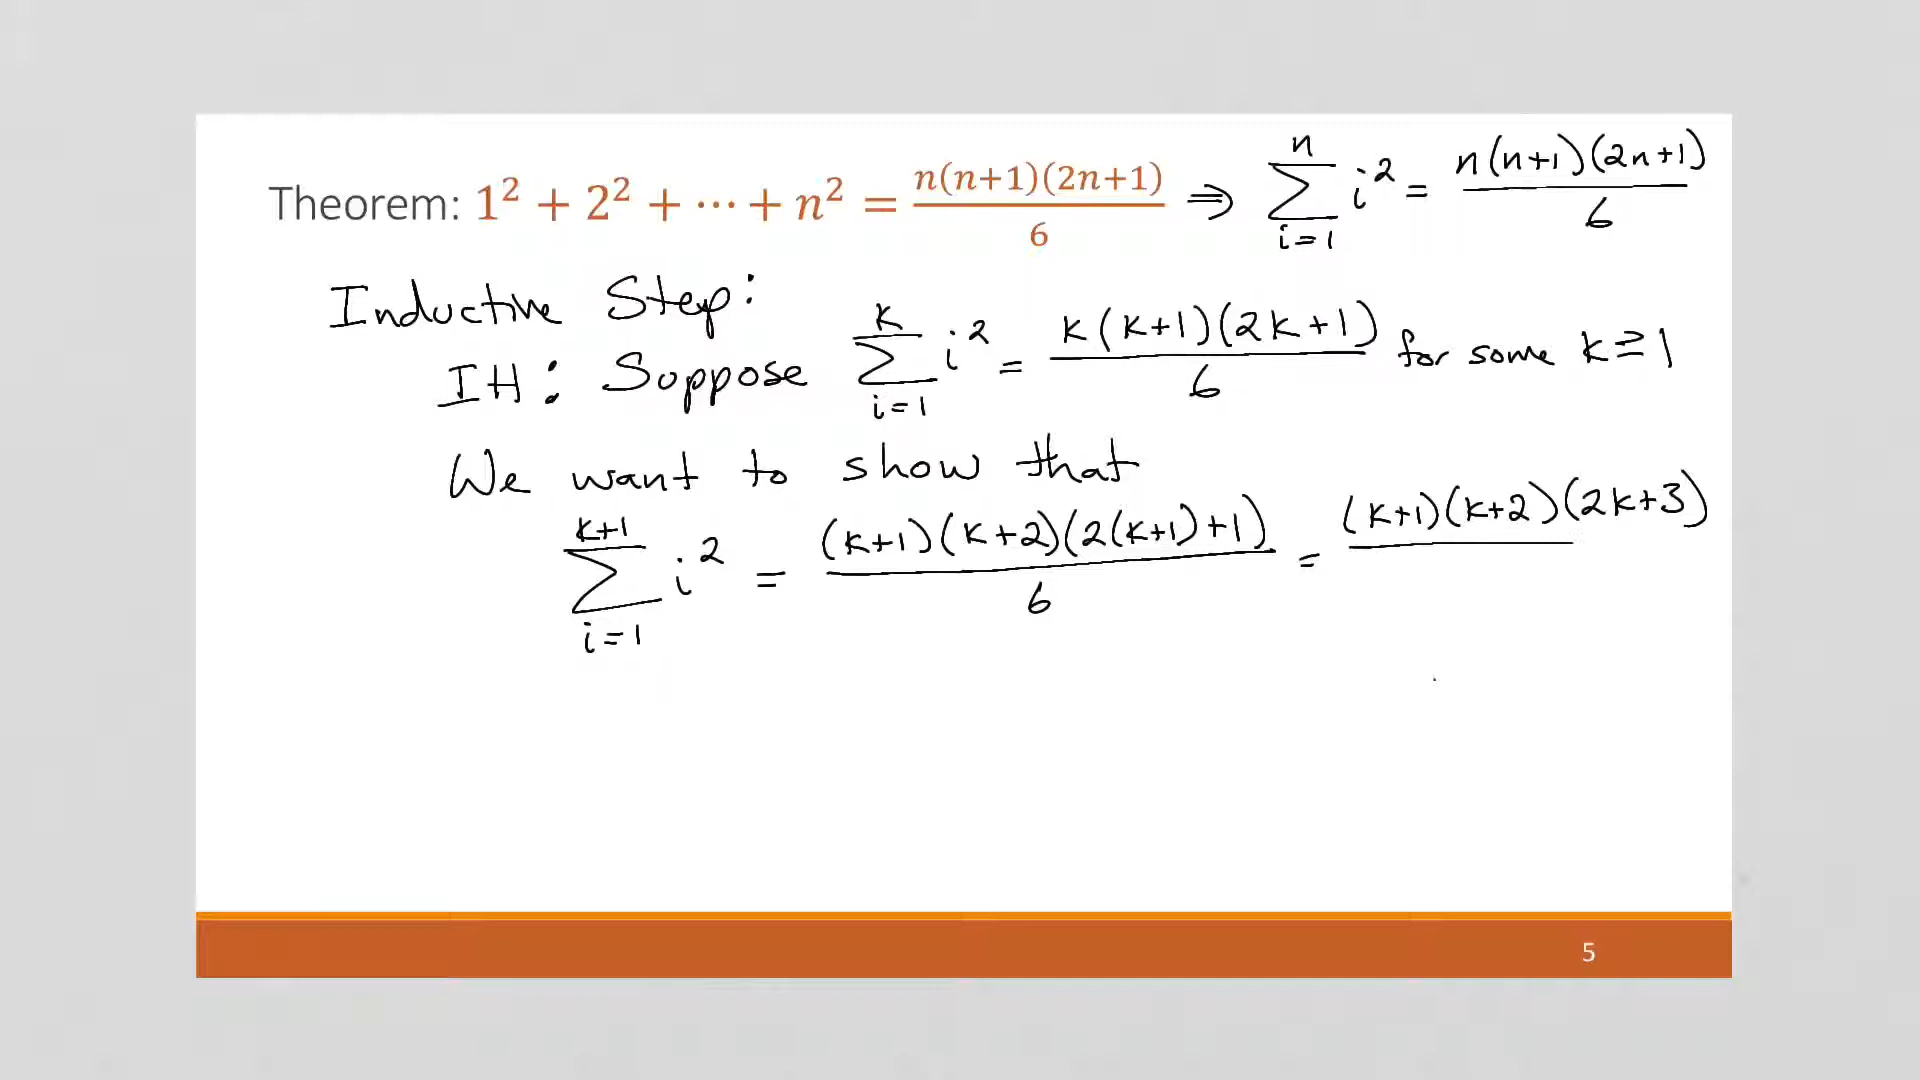 Theorem: 1² + 2² + ⋯ + n² = n(n+1)(2n+1)/6 ⇒ ∑_{i=1}^{n} i² = n(n+1)(2n+1)/6
Inductive Step:
IH: Suppose ∑_{i=1}^{k} i² = k(k+1)(2k+1)/6 for some k≥1
We want to show that
∑_{i=1}^{k+1} i² = (k+1)(k+2)(2(k+1)+1)/6 = (k+1)(k+2)(2k+3)
5